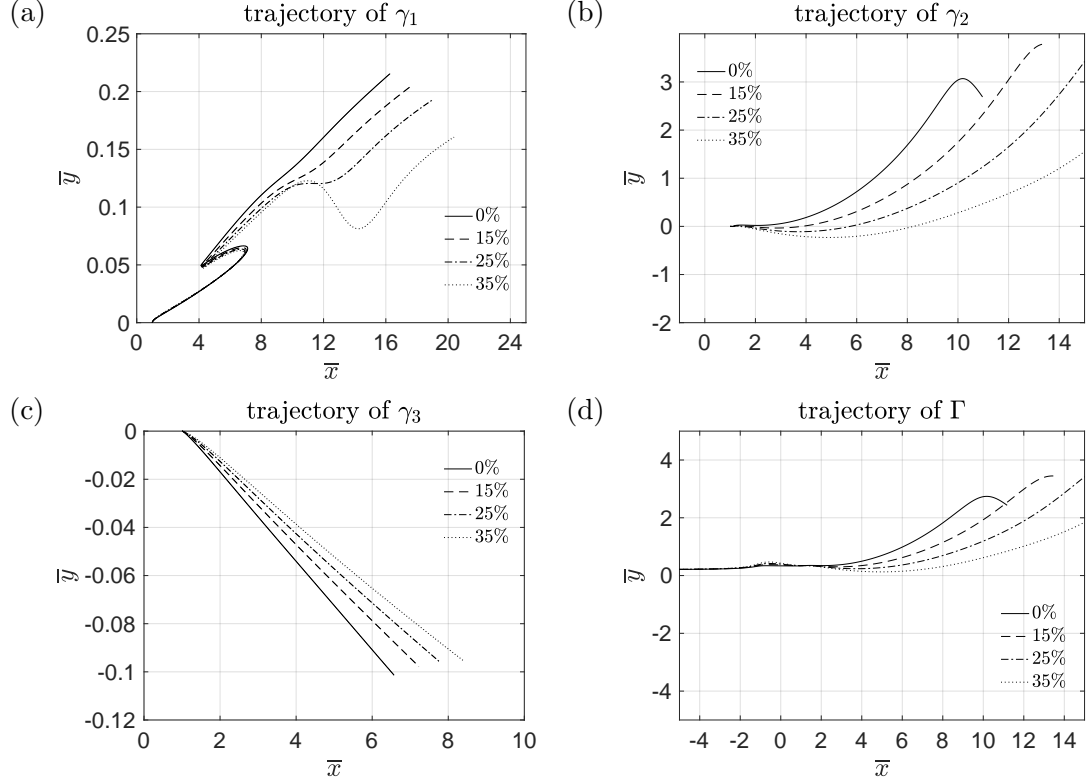 (a)
trajectory of γ₁
0.25
0.2
0.15
0.1
0.05
0
y̅
0%
15%
25%
35%
0 4 8 12 16 20 24
x̅
(b)
trajectory of γ₂
3
2
1
0
-1
-2
y̅
0%
15%
25%
35%
0 2 4 6 8 10 12 14
x̅
(c)
trajectory of γ₃
0
-0.02
-0.04
-0.06
-0.08
-0.1
-0.12
y̅
0%
15%
25%
35%
0 2 4 6 8 10
x̅
(d)
trajectory of Γ
4
2
0
-2
-4
y̅
0%
15%
25%
35%
-4 -2 0 2 4 6 8 10 12 14
x̅